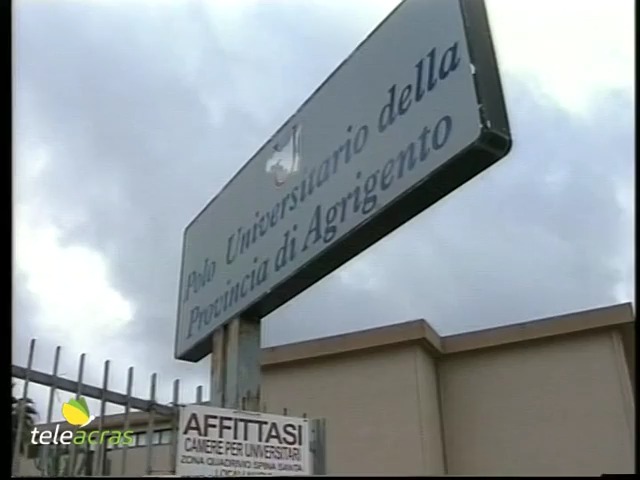 Polo Universitario della
Provincia di Agrigento
AFFITTASI
CAMERE PER UNIVERSITARI
ZONA QUADRIVIO SPINA SANTA
teleacras